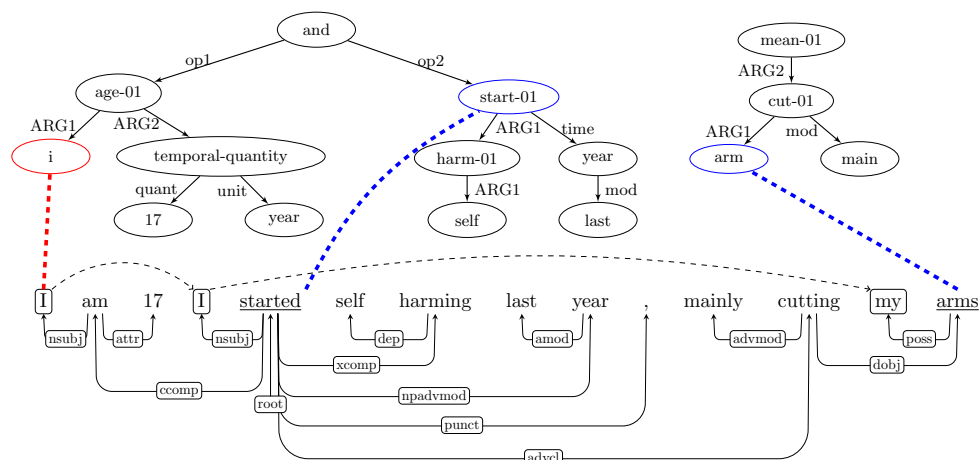 and
mean-01
op1 op2
ARG2
age-01 start-01 cut-01
ARG1 ARG2 ARG1 time ARG1 mod
i temporal-quantity harm-01 year arm main
quant unit ARG1 mod
17 year self last
I am 17 I started self harming last year , mainly cutting my arms
nsubj attr nsubj dep amod advmod poss
xcomp dobj
ccomp npadvmod
root
punct
advcl